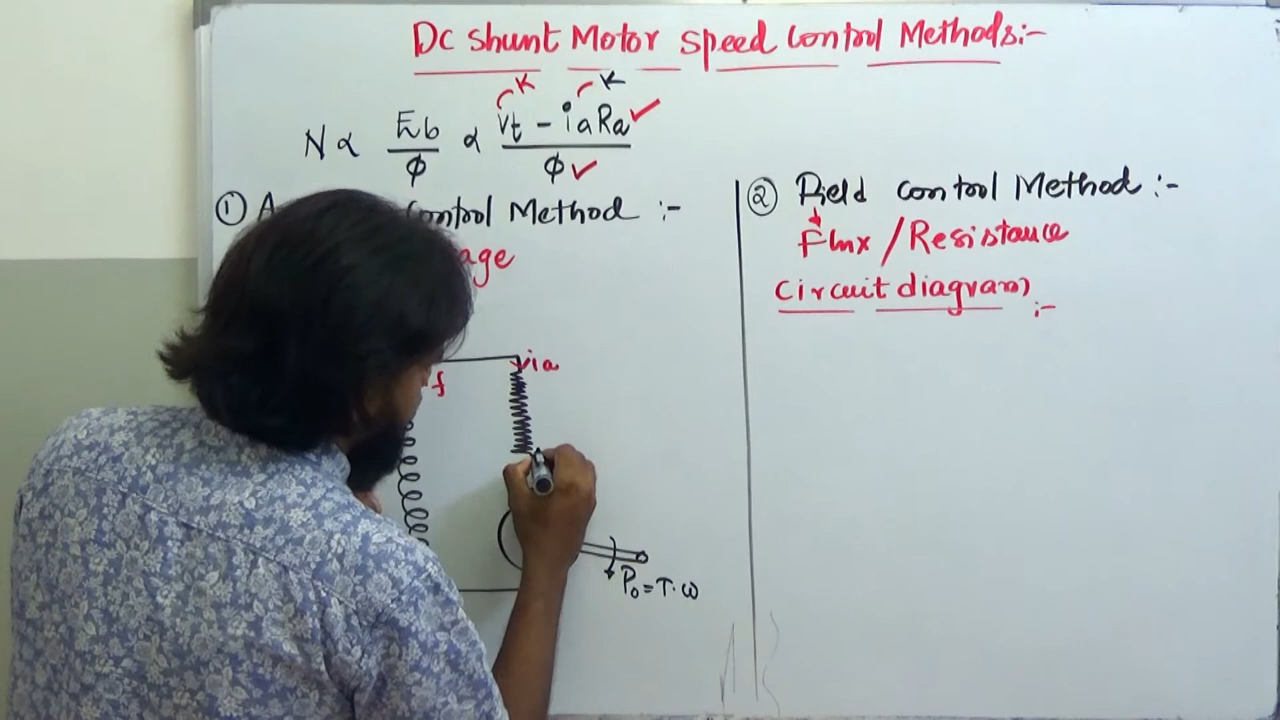 Dc Shunt Motor Speed Control Methods:-
K K
N ∝ Eb/ϕ ∝ Vt - iaRa/ϕ
① Control Method :-
② Field control Method :-
Flux / Resistance
Circuit diagram :-
ia
f
P₀ = T·ω